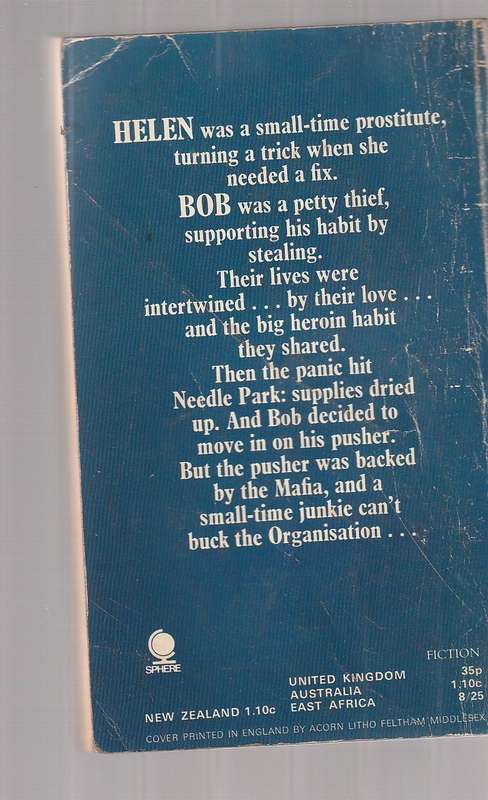 HELEN was a small-time prostitute,
turning a trick when she
needed a fix.
BOB was a petty thief,
supporting his habit by
stealing.
Their lives were
intertwined . . . by their love . . .
and the big heroin habit
they shared.
Then the panic hit
Needle Park: supplies dried
up. And Bob decided to
move in on his pusher.
But the pusher was backed
by the Mafia, and a
small-time junkie can't
buck the Organisation . . .
SPHERE
FICTION
UNITED KINGDOM 35p
AUSTRALIA 1.10c
NEW ZEALAND 1.10c EAST AFRICA 8/25
COVER PRINTED IN ENGLAND BY ACORN LITHO FELTHAM MIDDLESEX